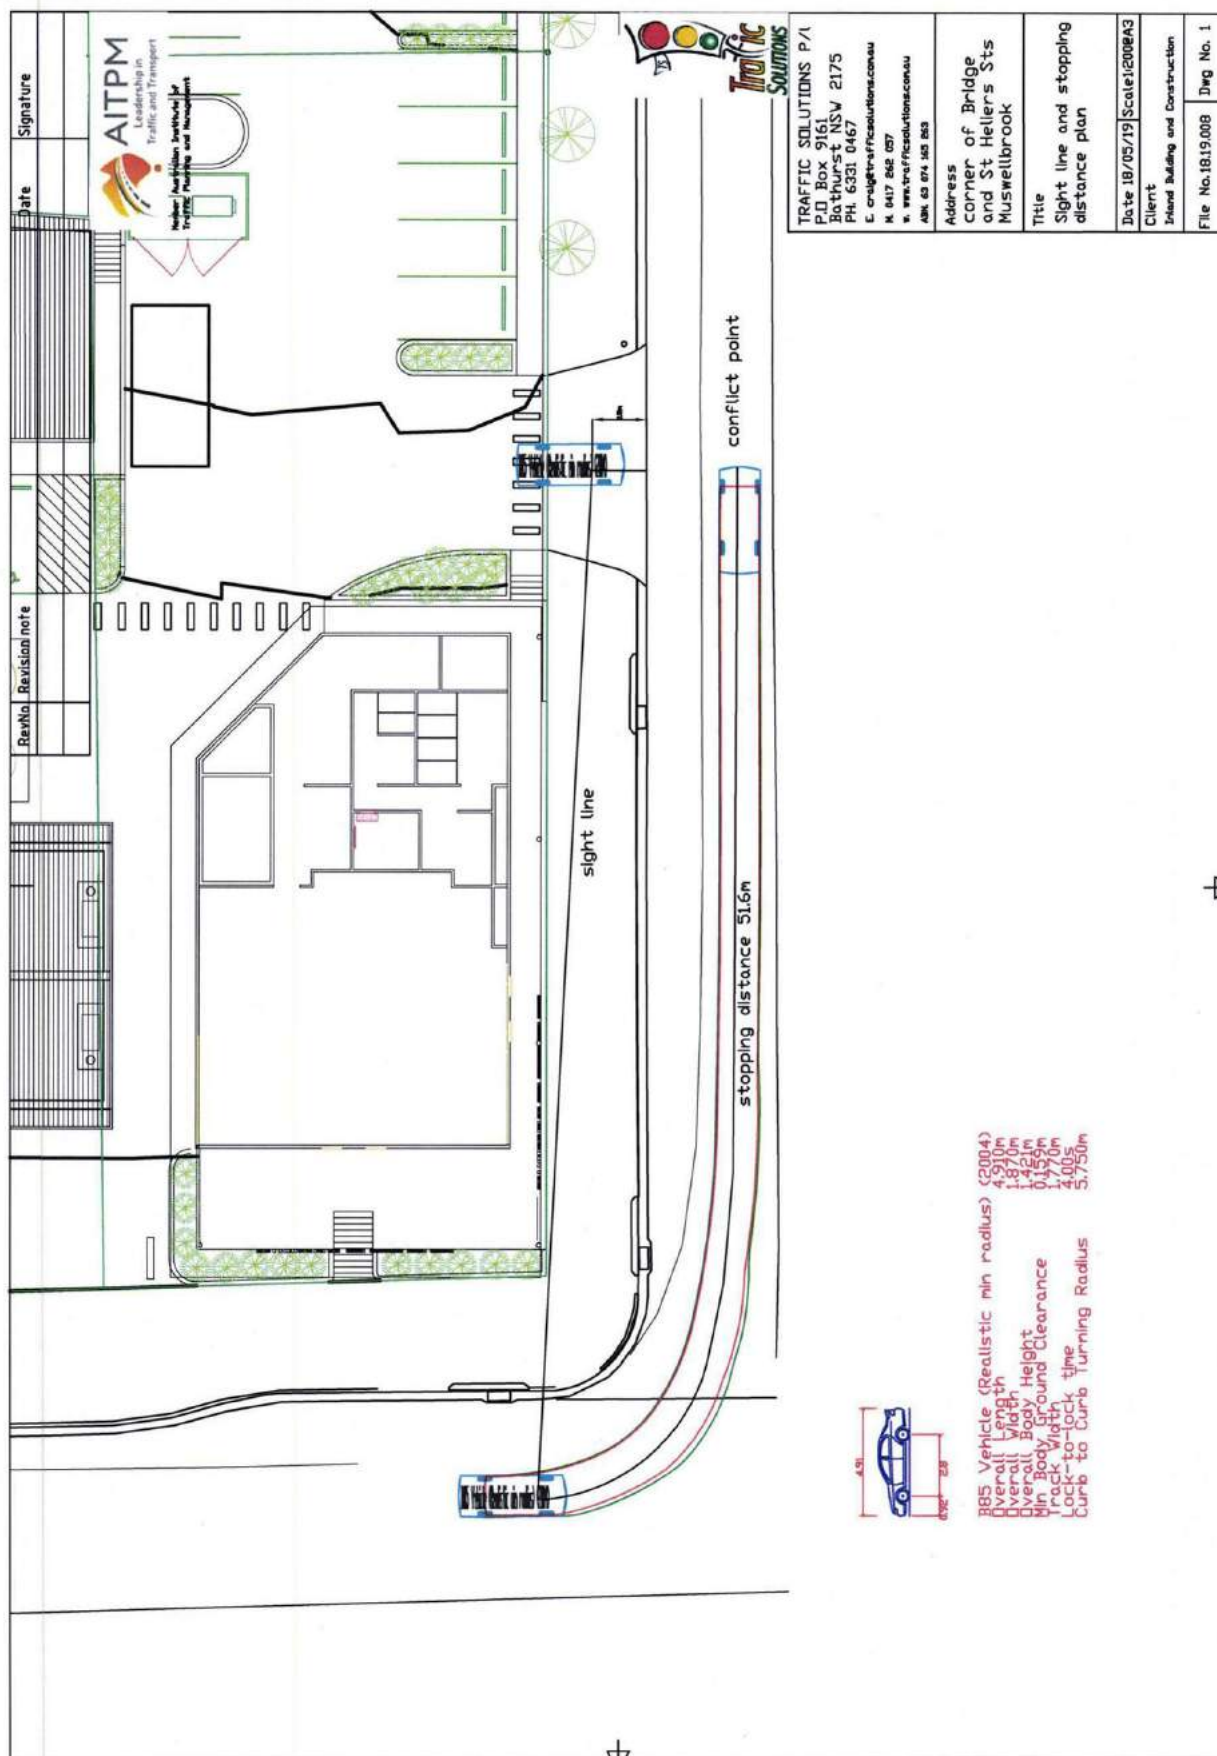 RevNo
Revision note
Date
Signature
AITPM
Leadership in
Traffic and Transport
Member Australian Institute of
Traffic Planning and Management
Traffic
Solutions
TRAFFIC SOLUTIONS P/l
P.O Box 9161
Bathurst NSW 2175
PH. 6331 0467
E. craig@trafficsolutions.com.au
M. 0417 262 057
w. www.trafficsolutions.com.au
Address
corner of Bridge
and St Heliers Sts
Muswellbrook
Title
Sight line and stopping
distance plan
Date 18/05/19
Scale1:200@A3
Client
Inland Building and Construction
File No.18.19.008
Dwg No. 1
conflict point
sight line
stopping distance 51.6m
4.91
0.92
2.8
B85 Vehicle (Realistic min radius) (2004)
Overall Length 4.910m
Overall Width 1.870m
Overall Body Height 1.421m
Min Body Ground Clearance 0.159m
Track Width 1.770m
Lock-to-lock time 4.00s
Curb to Curb Turning Radius 5.750m